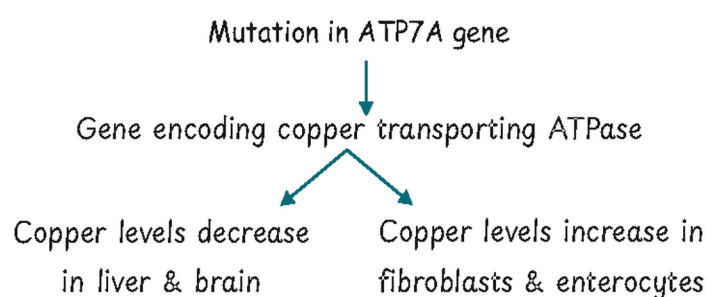 Mutation in ATP7A gene
Gene encoding copper transporting ATPase
Copper levels decrease
in liver & brain
Copper levels increase in
fibroblasts & enterocytes